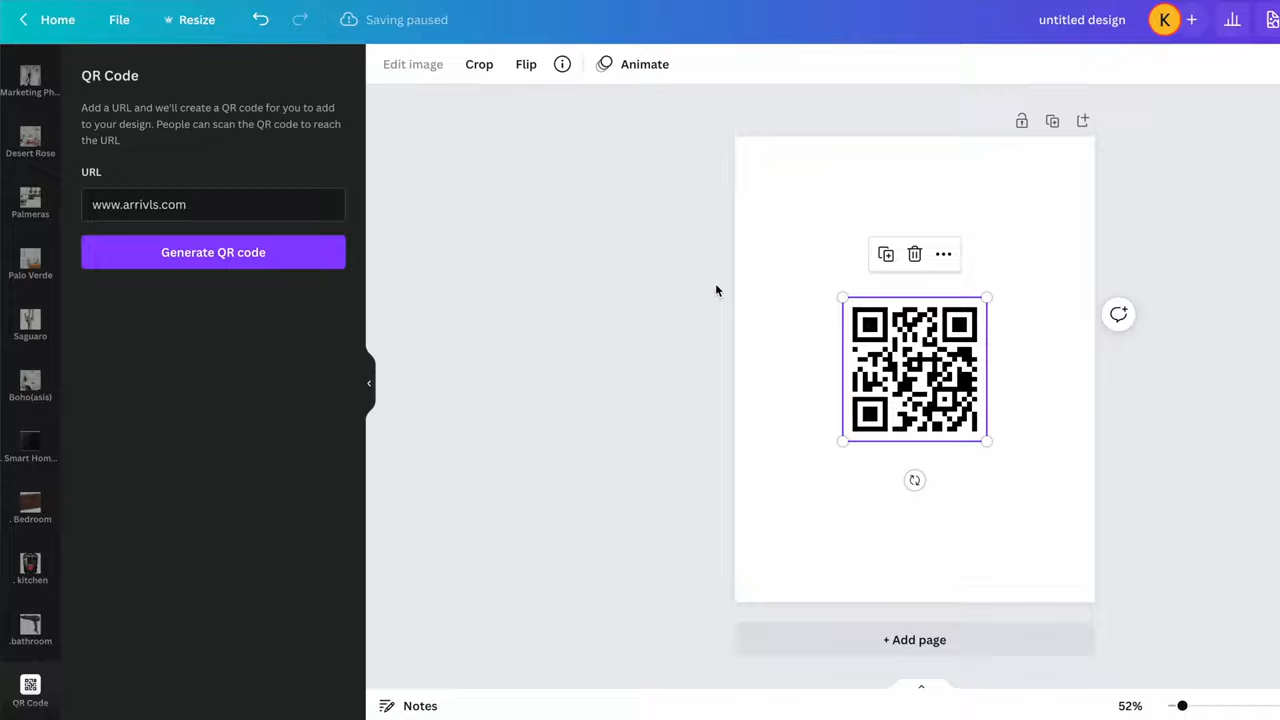 Home
File
Resize
Saving paused
untitled design
K
+
QR Code
Add a URL and we'll create a QR code for you to add
to your design. People can scan the QR code to reach
the URL
URL
www.arrivls.com
Generate QR code
Marketing Ph...
Desert Rose
Palmeras
Palo Verde
Saguaro
Boho(asis)
. Smart Hom...
. Bedroom
. kitchen
.bathroom
QR Code
Edit image
Crop
Flip
Animate
+ Add page
Notes
52%